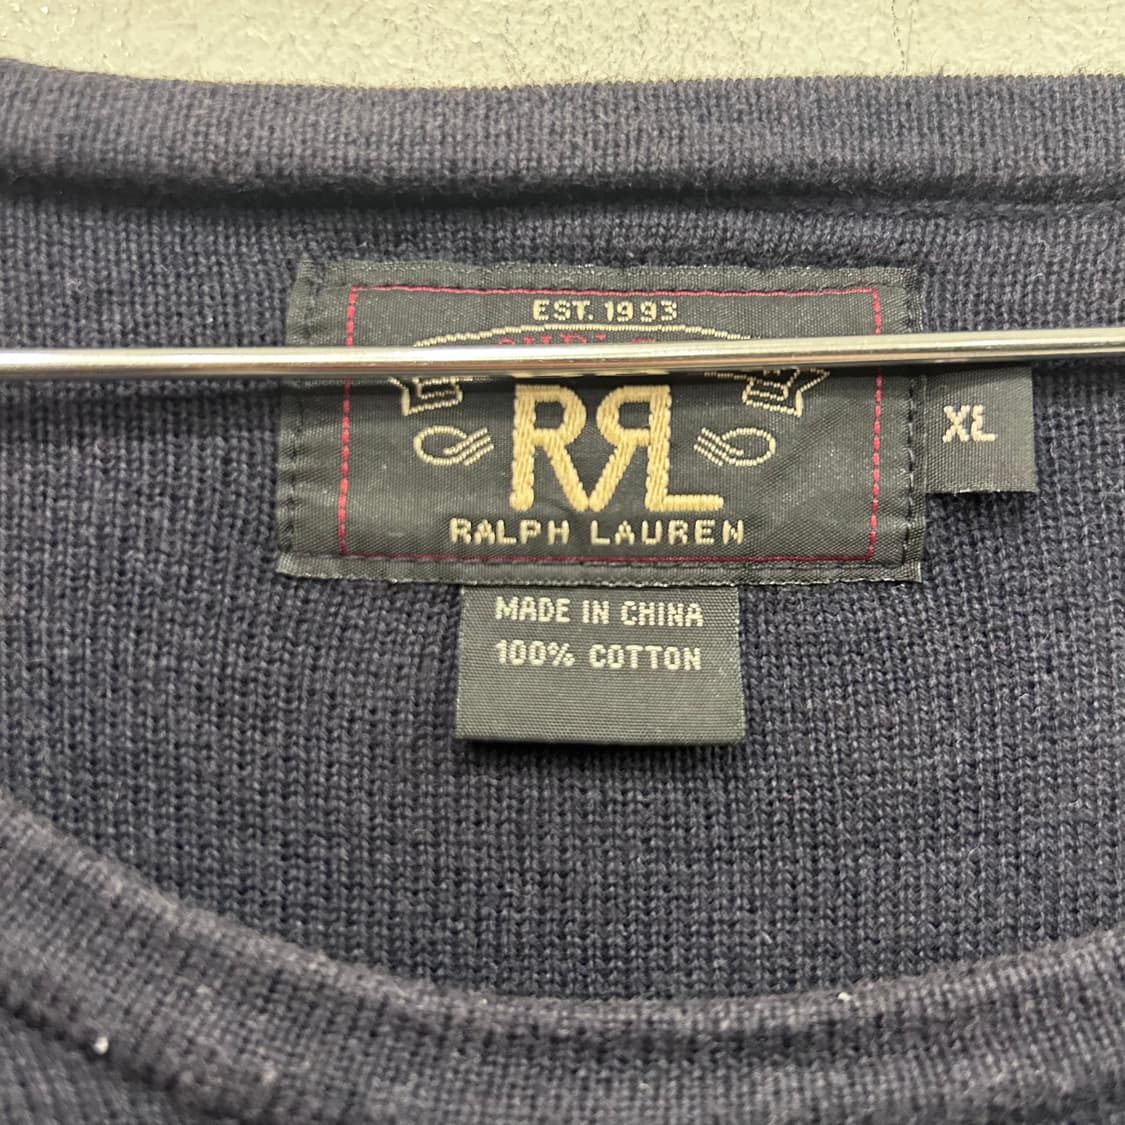 EST. 1993
RRL
RALPH LAUREN
XL
MADE IN CHINA
100% COTTON